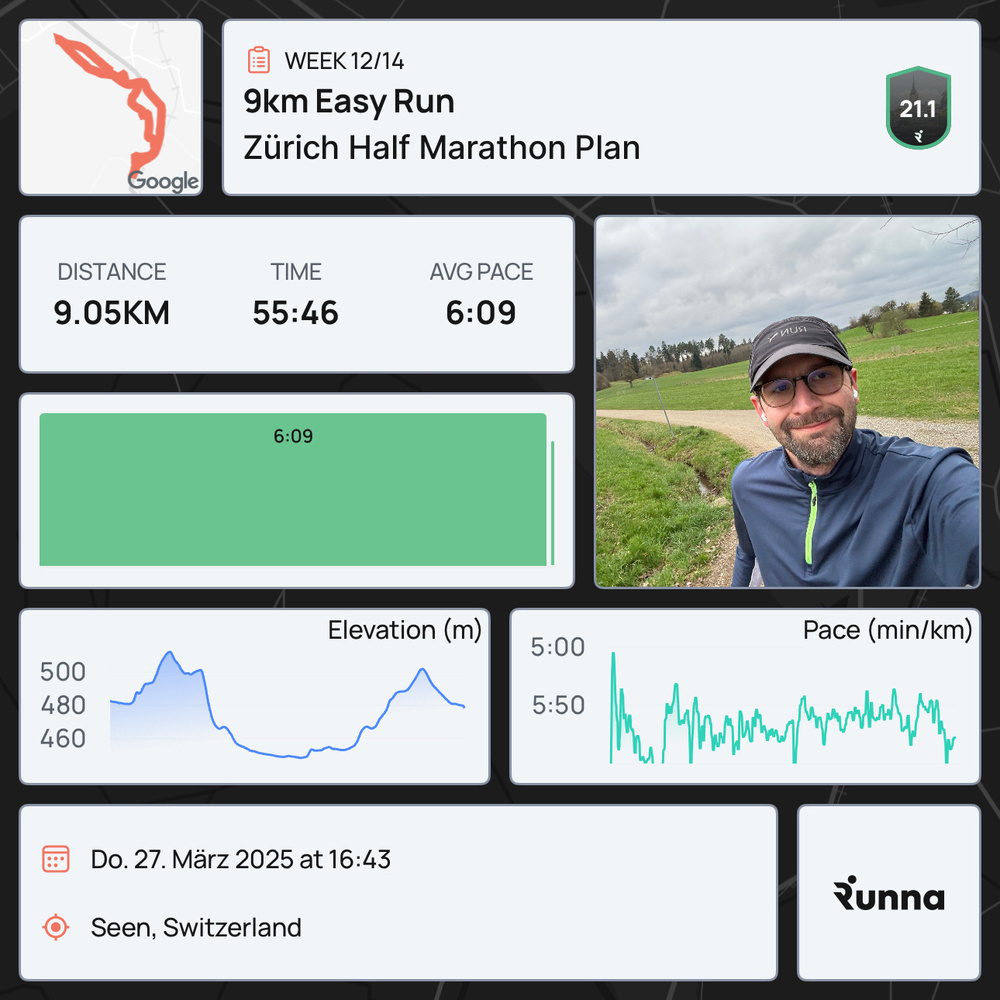 Google
WEEK 12/14
9km Easy Run
Zürich Half Marathon Plan
21.1
DISTANCE
9.05KM
TIME
55:46
AVG PACE
6:09
6:09
RUN
Elevation (m)
500
480
460
Pace (min/km)
5:00
5:50
Do. 27. März 2025 at 16:43
Seen, Switzerland
Runna